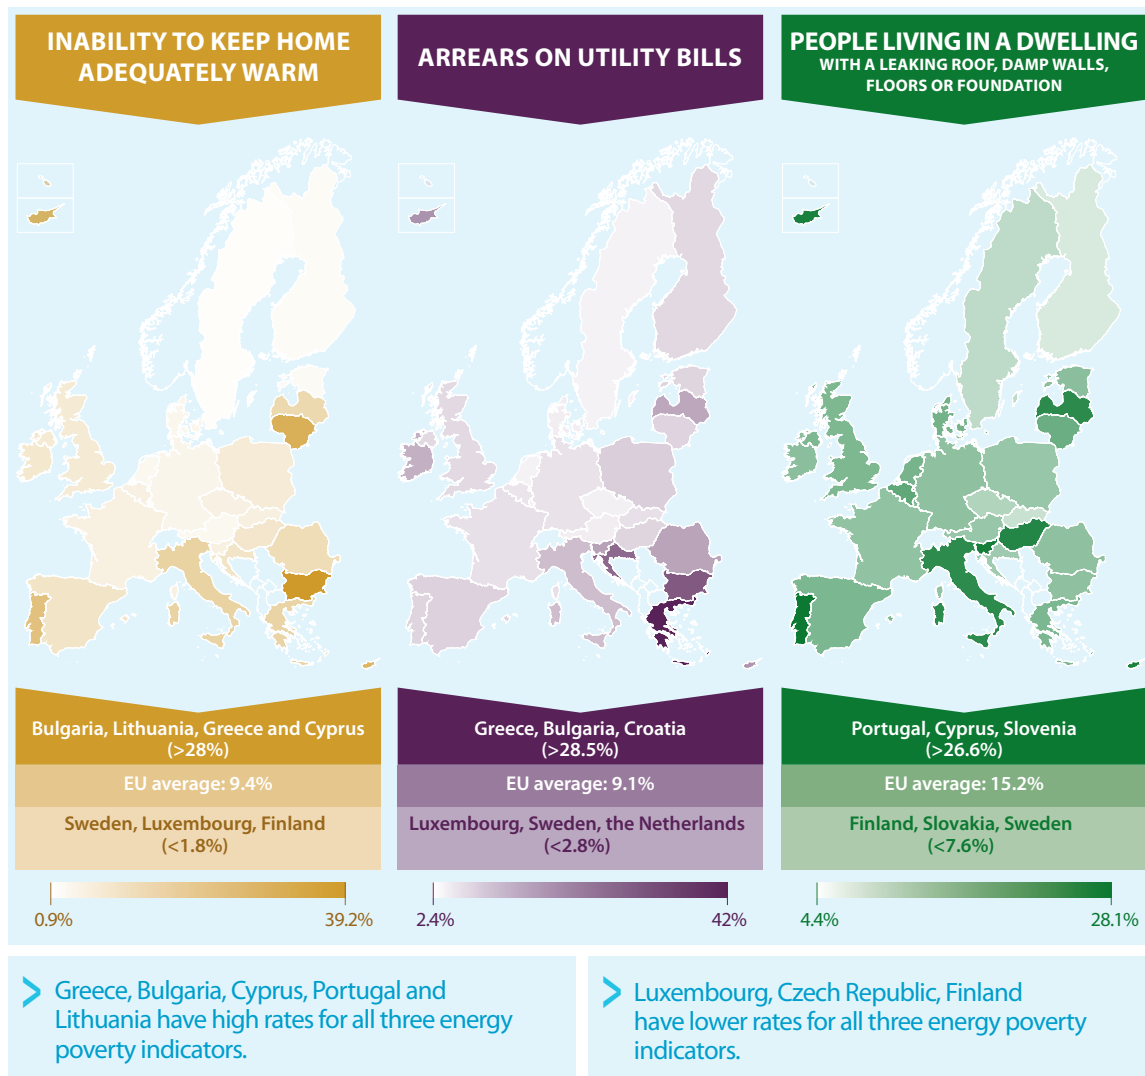 INABILITY TO KEEP HOME
ADEQUATELY WARM
ARREARS ON UTILITY BILLS
PEOPLE LIVING IN A DWELLING
WITH A LEAKING ROOF, DAMP WALLS,
FLOORS OR FOUNDATION
Bulgaria, Lithuania, Greece and Cyprus
(>28%)
EU average: 9.4%
Sweden, Luxembourg, Finland
(<1.8%)
0.9%
39.2%
Greece, Bulgaria, Croatia
(>28.5%)
EU average: 9.1%
Luxembourg, Sweden, the Netherlands
(<2.8%)
2.4%
42%
Portugal, Cyprus, Slovenia
(>26.6%)
EU average: 15.2%
Finland, Slovakia, Sweden
(<7.6%)
4.4%
28.1%
> Greece, Bulgaria, Cyprus, Portugal and
Lithuania have high rates for all three energy
poverty indicators.
> Luxembourg, Czech Republic, Finland
have lower rates for all three energy poverty
indicators.